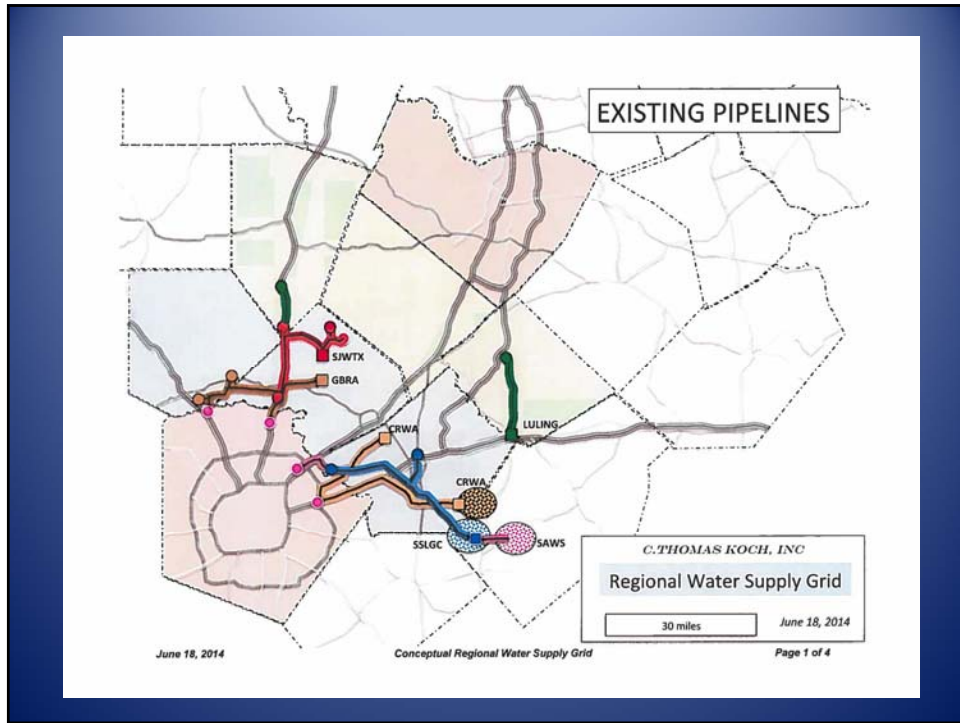 EXISTING PIPELINES
SJWTX
GBRA
CRWA
LULING
CRWA
SSLGC
SAWS
C.THOMAS KOCH, INC
Regional Water Supply Grid
30 miles
June 18, 2014
June 18, 2014
Conceptual Regional Water Supply Grid
Page 1 of 4